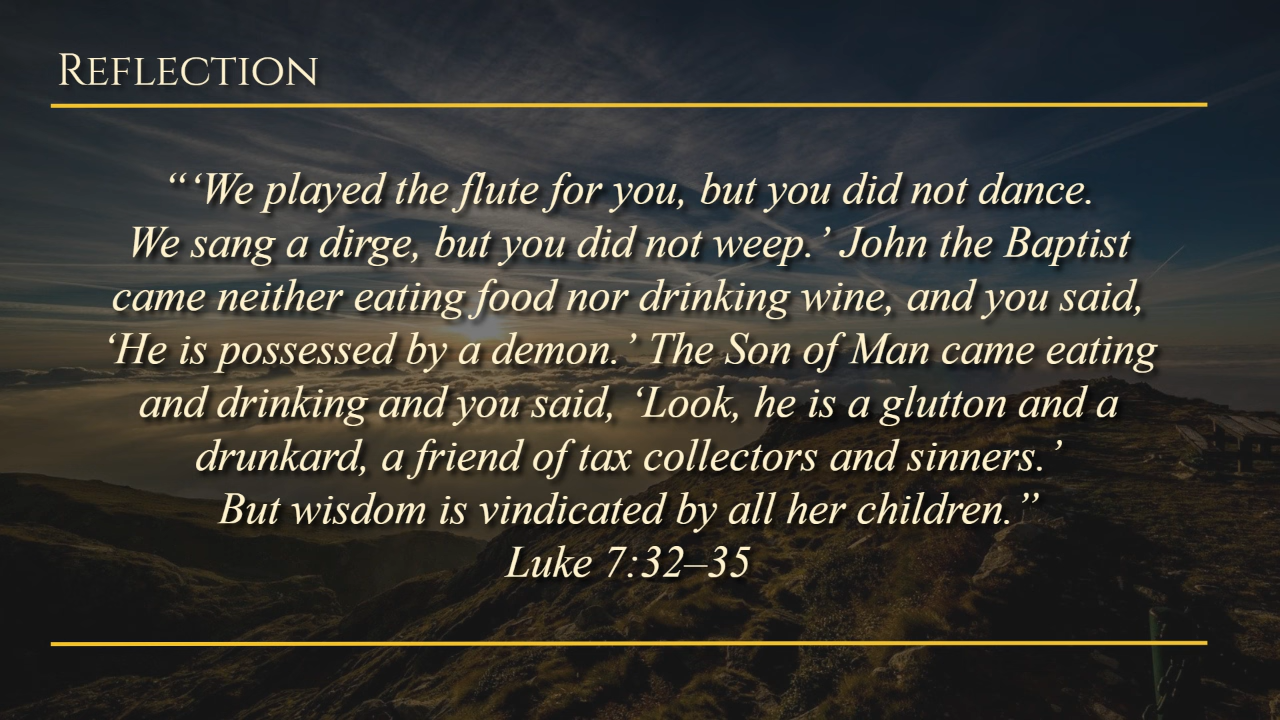 Reflection
“‘We played the flute for you, but you did not dance.
We sang a dirge, but you did not weep.’ John the Baptist
came neither eating food nor drinking wine, and you said,
‘He is possessed by a demon.’ The Son of Man came eating
and drinking and you said, ‘Look, he is a glutton and a
drunkard, a friend of tax collectors and sinners.’
But wisdom is vindicated by all her children.”
Luke 7:32–35